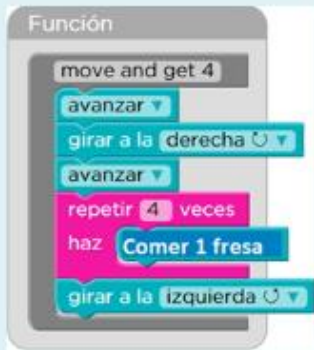 Función
move and get 4
avanzar
girar a la derecha ↻
avanzar
repetir 4 veces
haz Comer 1 fresa
girar a la izquierda ↺